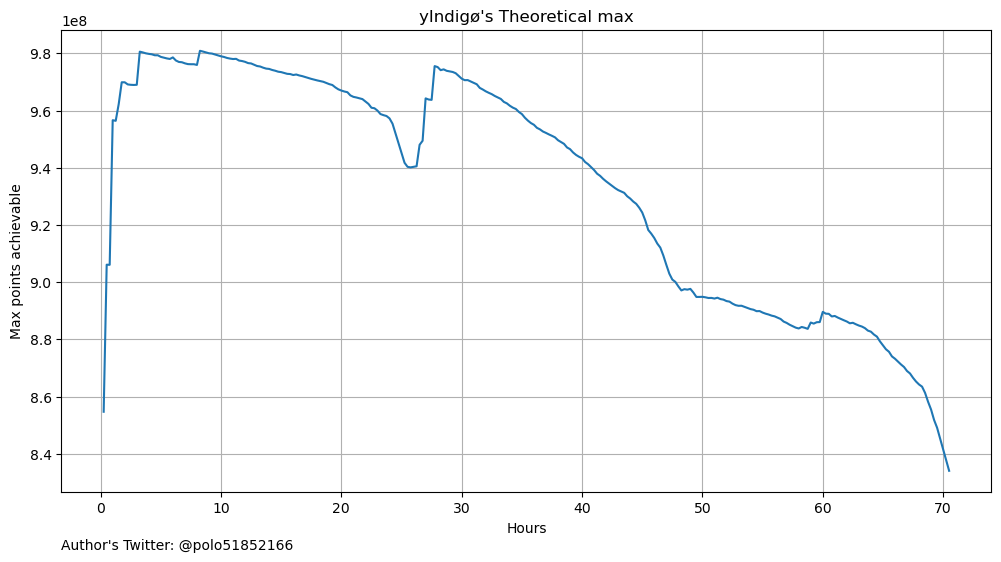 yIndigø's Theoretical max
1e8
9.8
9.6
9.4
9.2
9.0
8.8
8.6
8.4
Max points achievable
0 10 20 30 40 50 60 70
Hours
Author's Twitter: @polo51852166